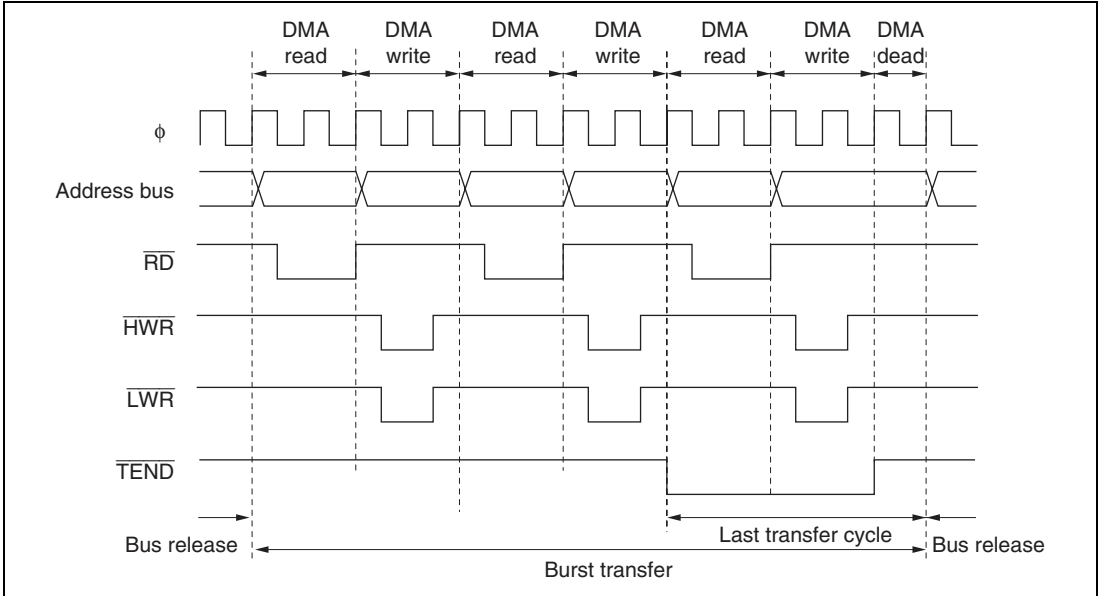 DMA DMA DMA DMA DMA DMA DMA
read write read write read write dead
φ
Address bus
RD
HWR
LWR
TEND
Last transfer cycle
Bus release Bus release
Burst transfer